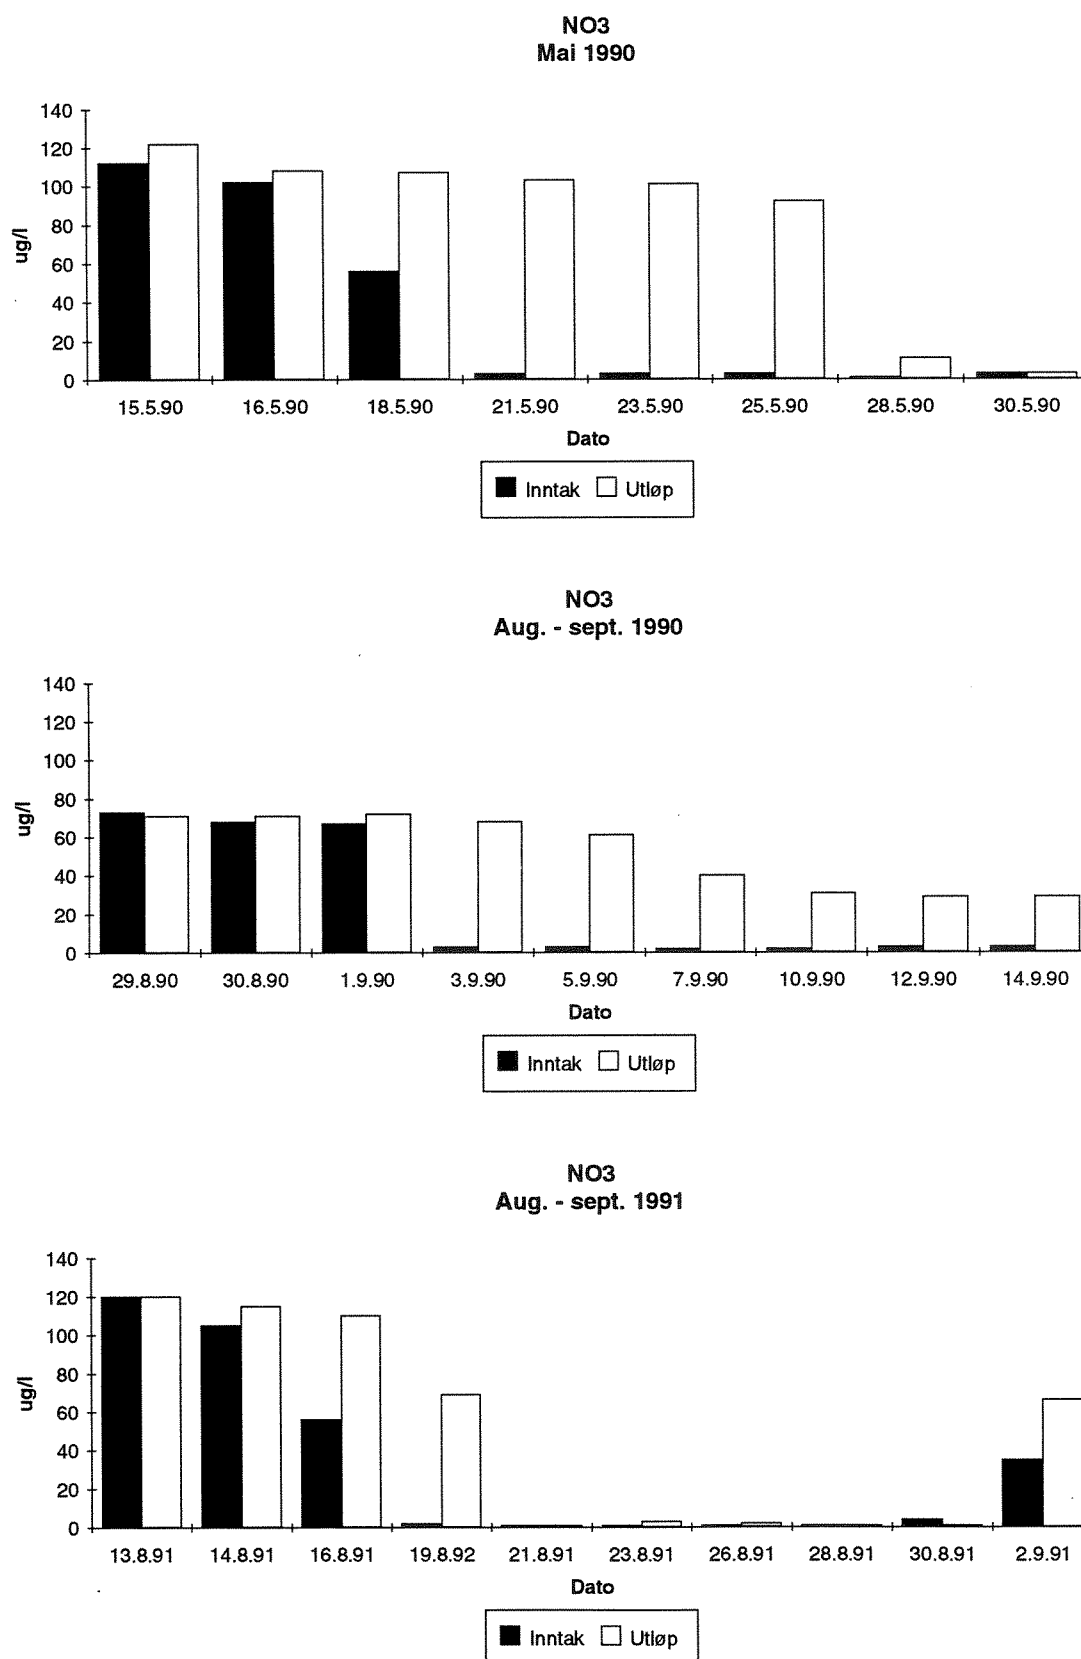 NO3
Mai 1990
140
120
100
80
60
40
20
0
ug/l
15.5.90 16.5.90 18.5.90 21.5.90 23.5.90 25.5.90 28.5.90 30.5.90
Dato
Inntak Utløp
NO3
Aug. - sept. 1990
140
120
100
80
60
40
20
0
ug/l
29.8.90 30.8.90 1.9.90 3.9.90 5.9.90 7.9.90 10.9.90 12.9.90 14.9.90
Dato
Inntak Utløp
NO3
Aug. - sept. 1991
140
120
100
80
60
40
20
0
ug/l
13.8.91 14.8.91 16.8.91 19.8.92 21.8.91 23.8.91 26.8.91 28.8.91 30.8.91 2.9.91
Dato
Inntak Utløp